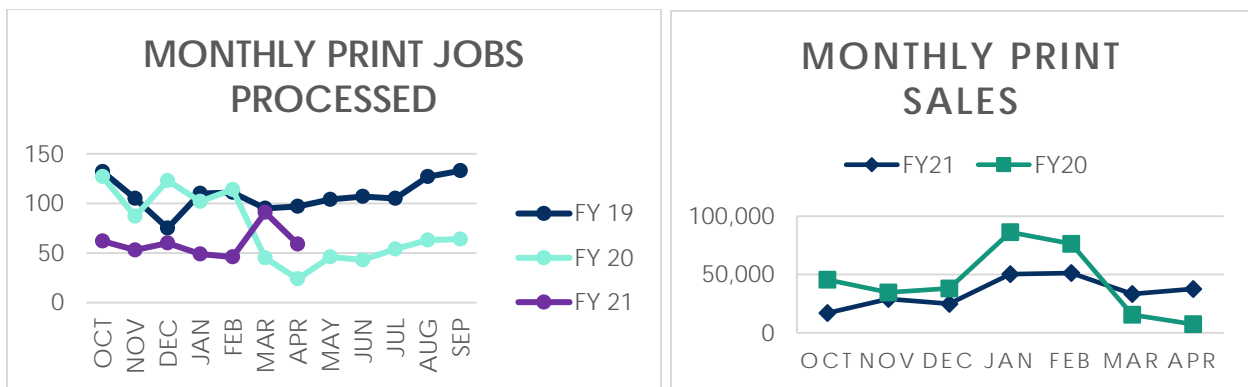 MONTHLY PRINT JOBS
PROCESSED
150
100
50
0
OCT
NOV
DEC
JAN
FEB
MAR
APR
MAY
JUN
JUL
AUG
SEP
FY 19
FY 20
FY 21
MONTHLY PRINT
SALES
FY21
FY20
100,000
50,000
0
OCT NOV DEC JAN FEB MAR APR